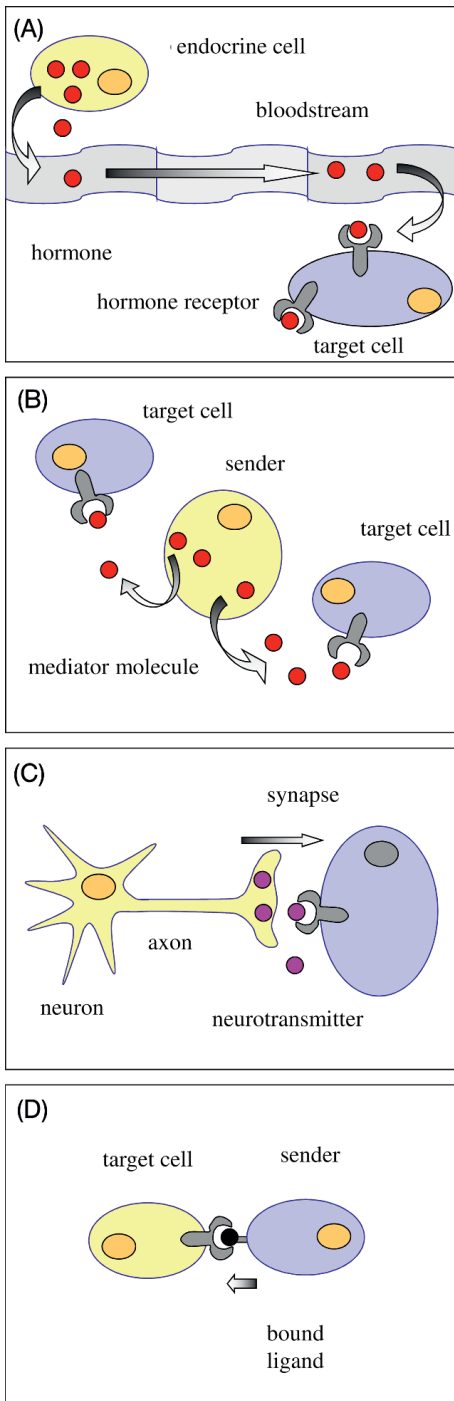 (A)
endocrine cell
bloodstream
hormone
hormone receptor
target cell
(B)
target cell
sender
target cell
mediator molecule
(C)
synapse
axon
neuron
neurotransmitter
(D)
target cell
sender
bound
ligand